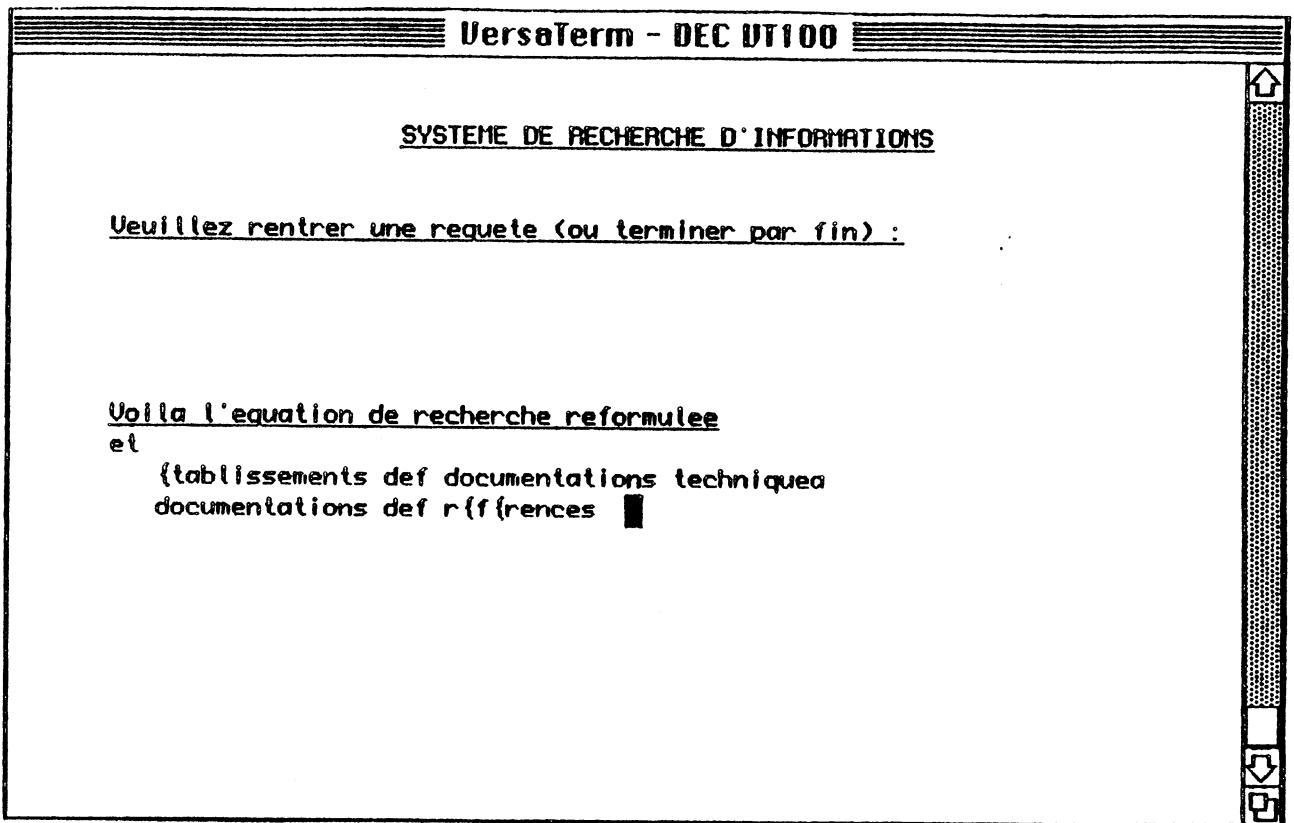 VersaTerm - DEC VT100
SYSTEME DE RECHERCHE D'INFORMATIONS
Veuillez rentrer une requete (ou terminer par fin) :
Voila l'equation de recherche reformulee
et
{tablissements def documentations techniquea
documentations def r{f{rences